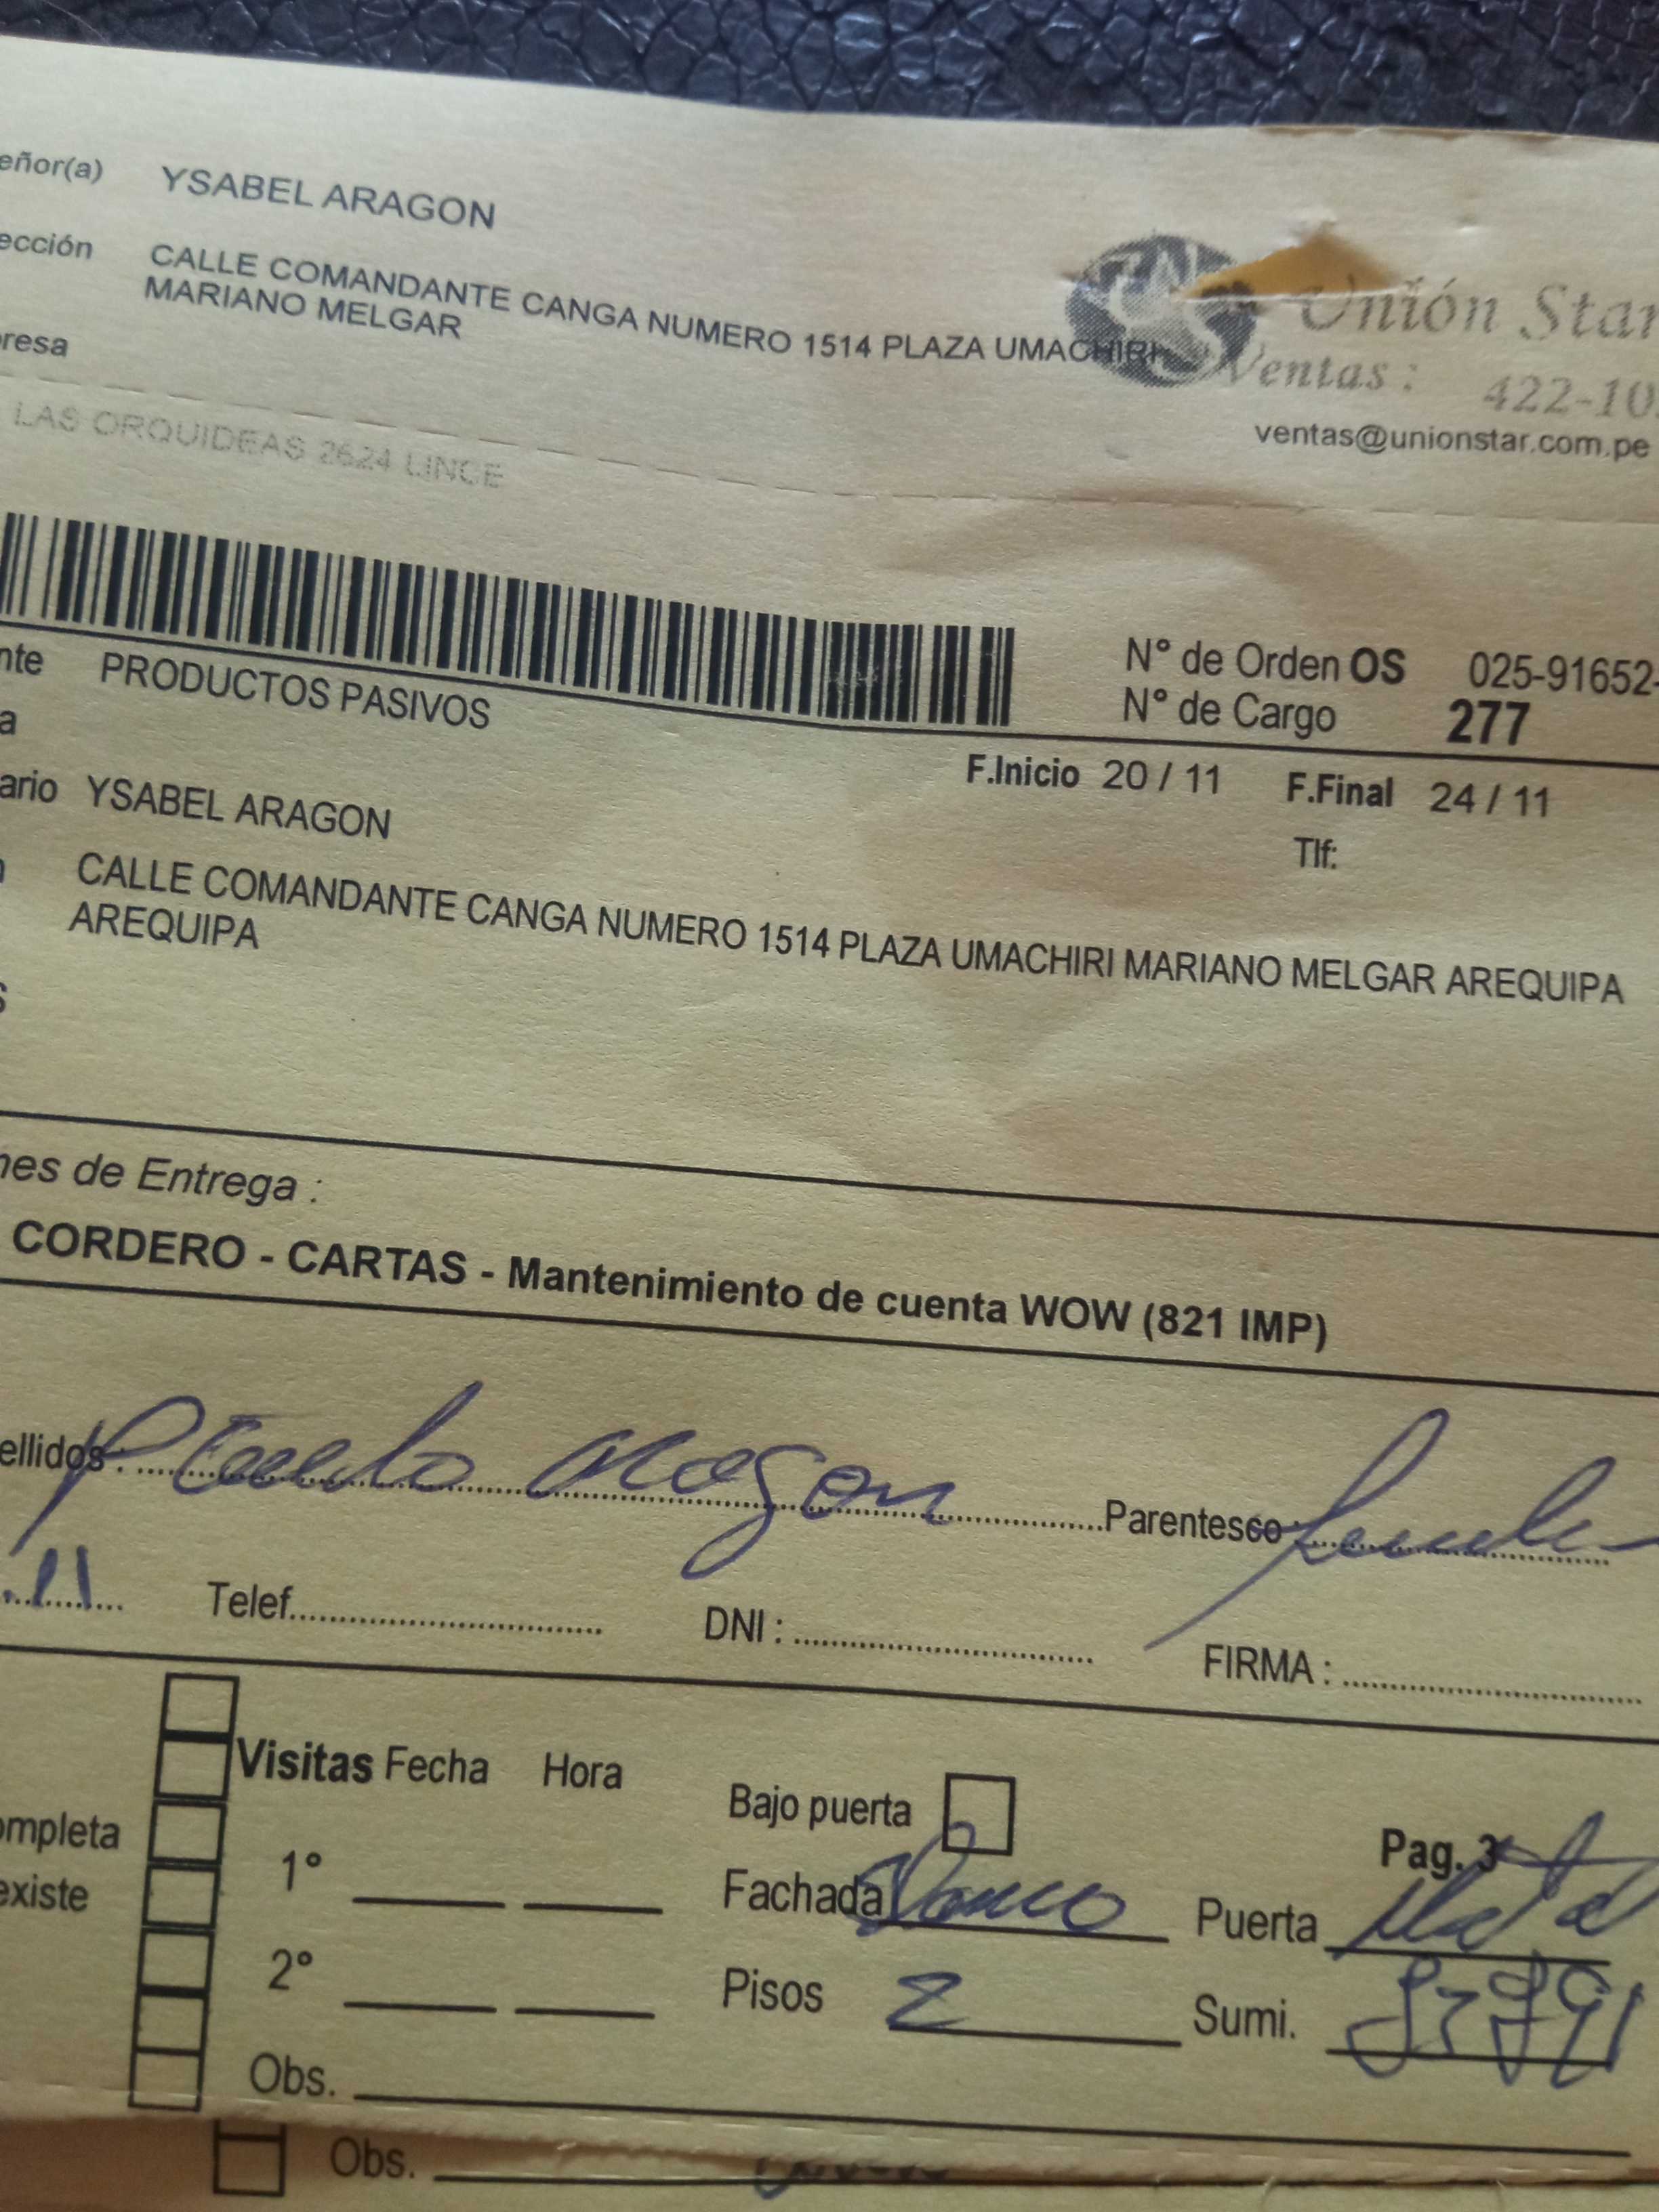 eñor(a) YSABEL ARAGON
ección CALLE COMANDANTE CANGA NUMERO 1514 PLAZA UMACHIRI
MARIANO MELGAR
resa
Unión Star
Ventas : 422-10
ventas@unionstar.com.pe
LAS ORQUIDEAS 2624 LINCE
nte PRODUCTOS PASIVOS
a
N° de Orden OS 025-91652-
N° de Cargo 277
F.Inicio 20 / 11 F.Final 24 / 11
ario YSABEL ARAGON
Tlf:
CALLE COMANDANTE CANGA NUMERO 1514 PLAZA UMACHIRI MARIANO MELGAR AREQUIPA
AREQUIPA
nes de Entrega :
CORDERO - CARTAS - Mantenimiento de cuenta WOW (821 IMP)
ellidos: Aragon Parentesco
11 Telef. DNI : FIRMA :
Visitas Fecha Hora
Bajo puerta
ompleta
Pag. 3
1°
existe
Fachada Blanco Puerta
2°
Pisos 2 Sumi.
Obs.
Obs.